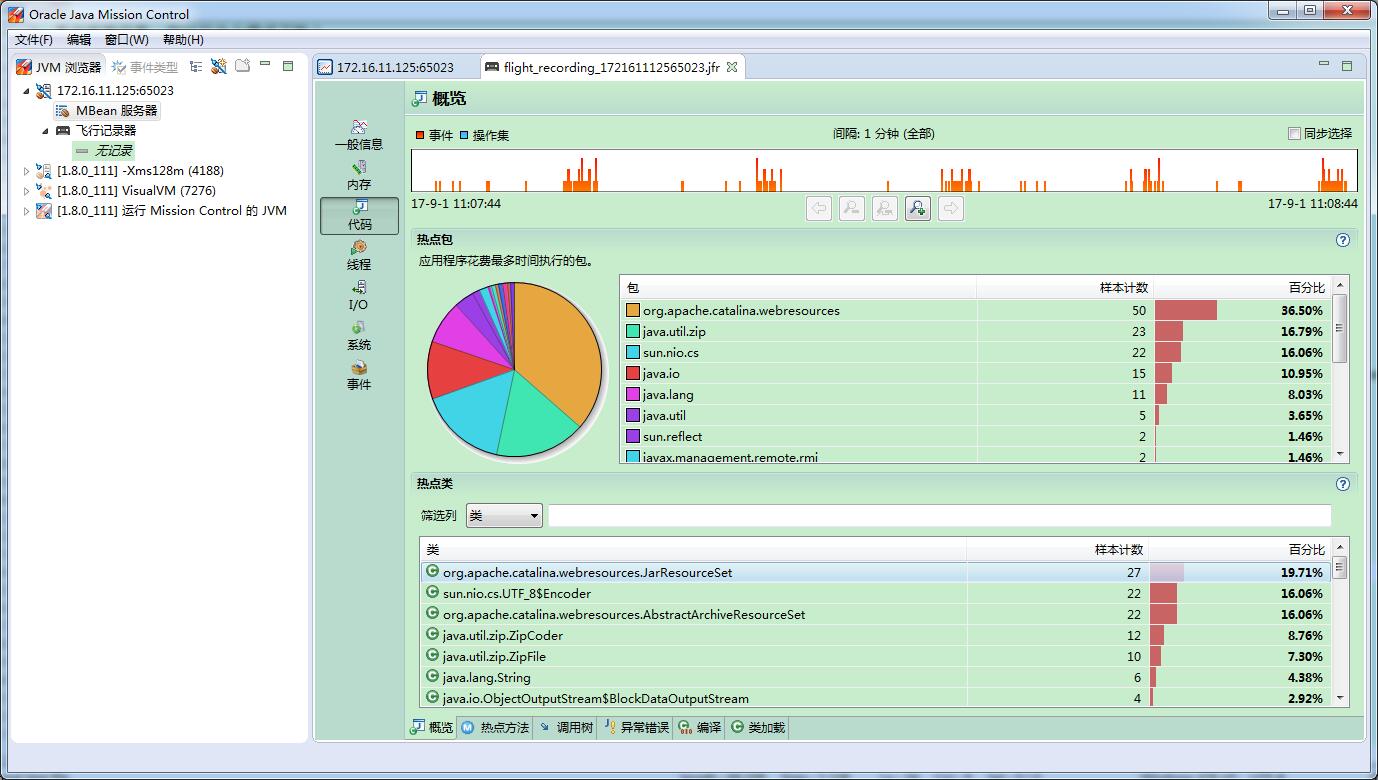 Oracle Java Mission Control
文件(F) 编辑 窗口(W) 帮助(H)
JVM 浏览器 事件类型
172.16.11.125:65023
MBean 服务器
飞行记录器
无记录
[1.8.0_111] -Xms128m (4188)
[1.8.0_111] VisualVM (7276)
[1.8.0_111] 运行 Mission Control 的 JVM
172.16.11.125:65023 flight_recording_172161112565023.jfr
一般信息
内存
代码
线程
I/O
系统
事件
概览
事件 操作集 间隔: 1 分钟 (全部) 同步选择
17-9-1 11:07:44 17-9-1 11:08:44
热点包
应用程序花费最多时间执行的包。
包 样本计数 百分比
org.apache.catalina.webresources 50 36.50%
java.util.zip 23 16.79%
sun.nio.cs 22 16.06%
java.io 15 10.95%
java.lang 11 8.03%
java.util 5 3.65%
sun.reflect 2 1.46%
javax.management.remote.rmi 2 1.46%
热点类
筛选列 类
类 样本计数 百分比
org.apache.catalina.webresources.JarResourceSet 27 19.71%
sun.nio.cs.UTF_8$Encoder 22 16.06%
org.apache.catalina.webresources.AbstractArchiveResourceSet 22 16.06%
java.util.zip.ZipCoder 12 8.76%
java.util.zip.ZipFile 10 7.30%
java.lang.String 6 4.38%
java.io.ObjectOutputStream$BlockDataOutputStream 4 2.92%
概览 热点方法 调用树 异常错误 编译 类加载